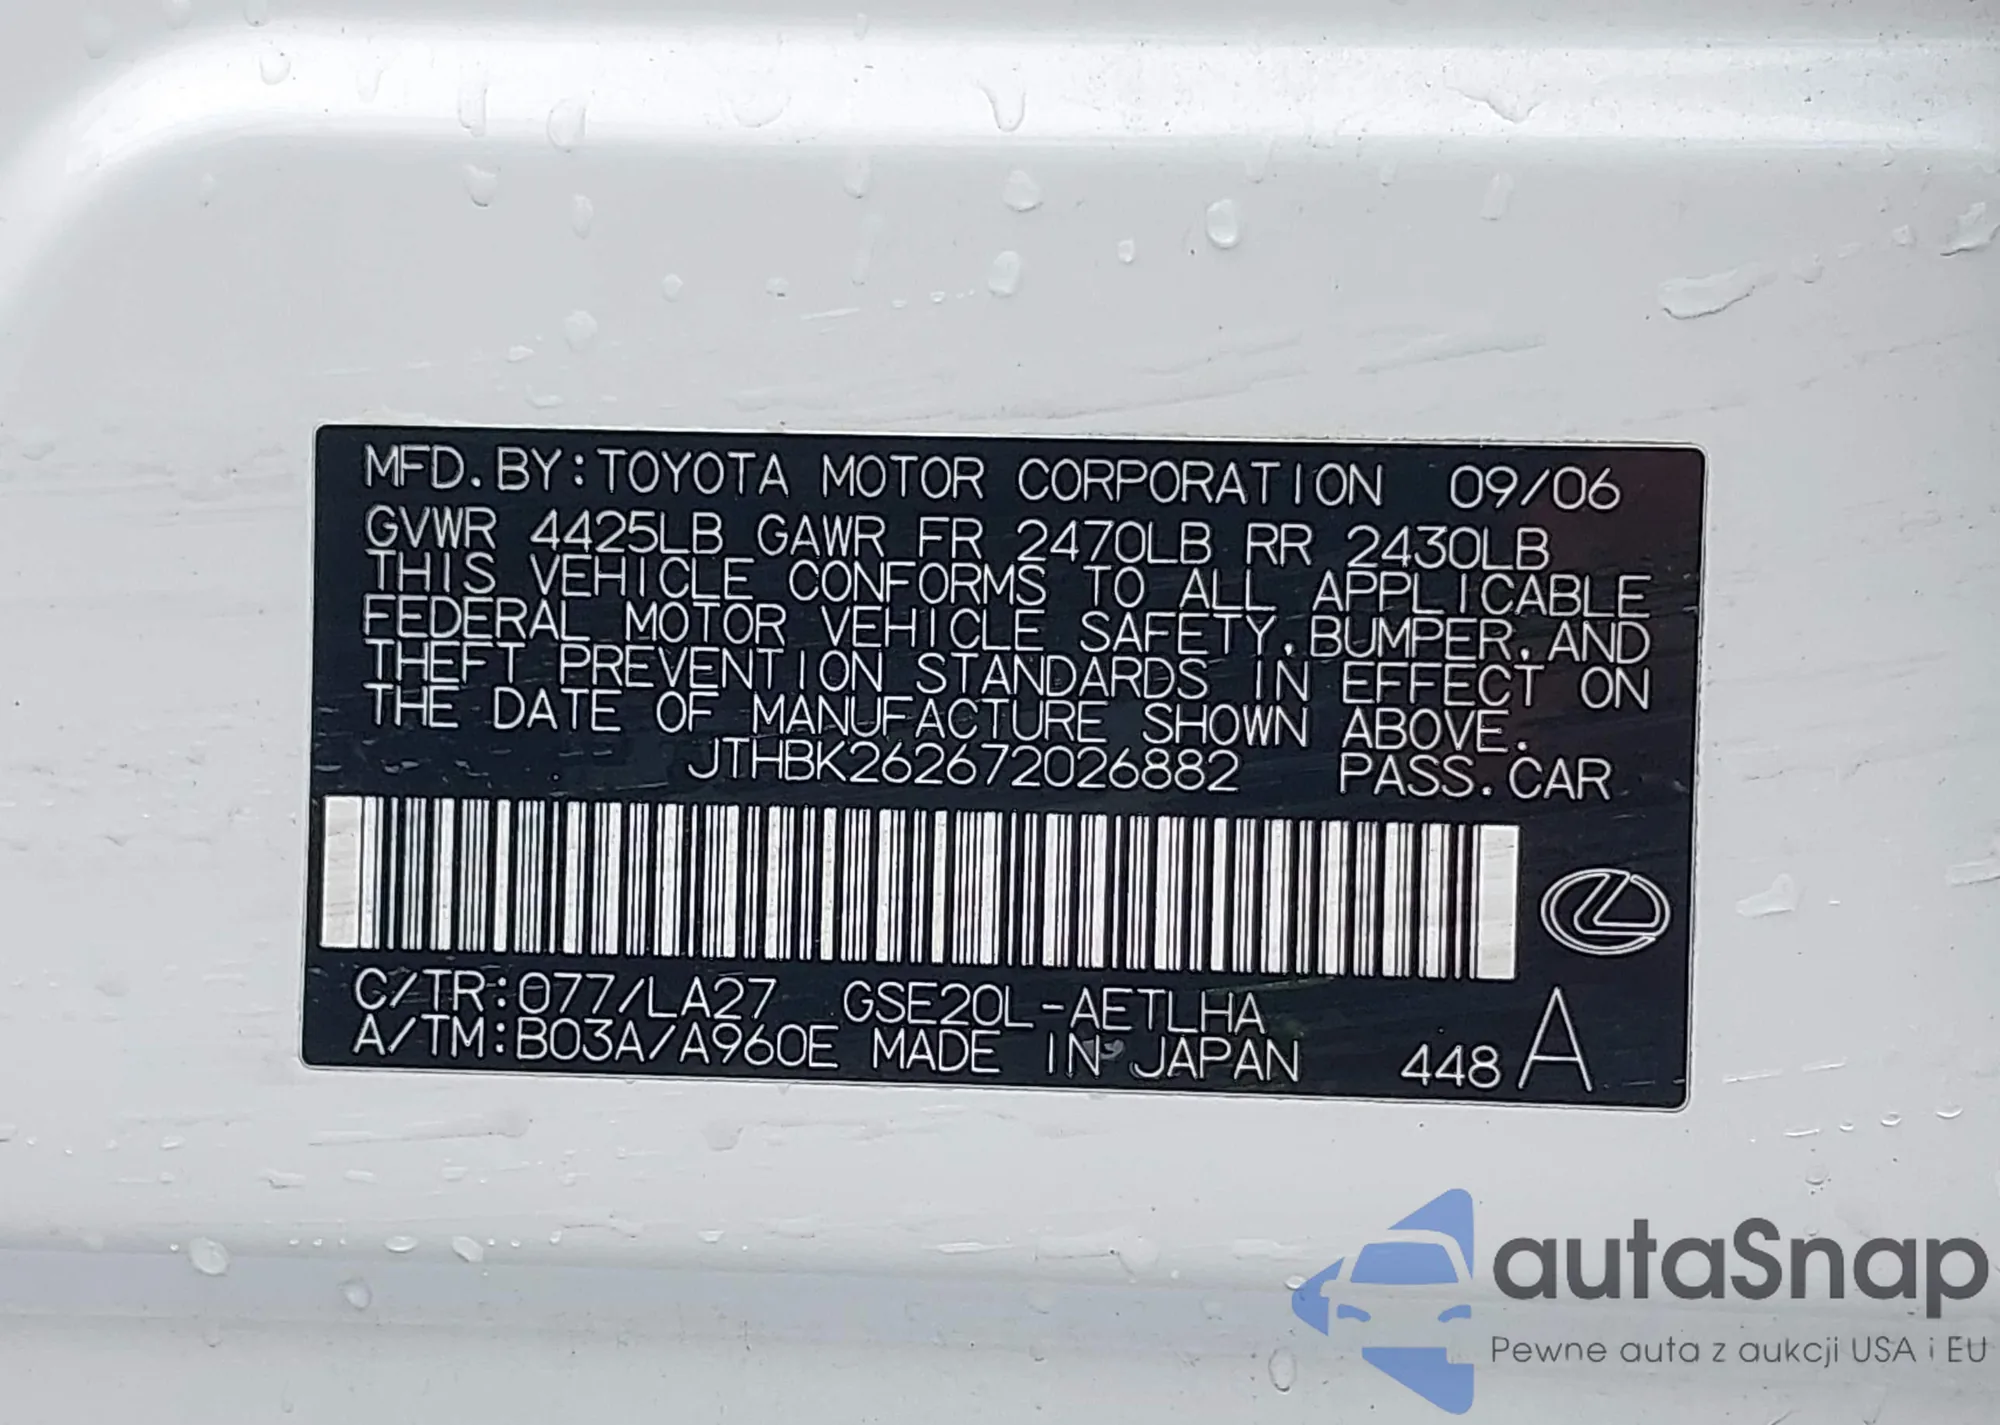 MFD. BY: TOYOTA MOTOR CORPORATION 09/06
GVWR 4425LB GAWR FR 2470LB RR 2430LB
THIS VEHICLE CONFORMS TO ALL APPLICABLE
FEDERAL MOTOR VEHICLE SAFETY, BUMPER, AND
THEFT PREVENTION STANDARDS IN EFFECT ON
THE DATE OF MANUFACTURE SHOWN ABOVE.
JTHBK262672026882 PASS. CAR
C/TR: 077/LA27 GSE20L-AETLHA
A/TM: B03A/A960E MADE IN JAPAN 448 A
autaSnap
Pewne auta z aukcji USA i EU